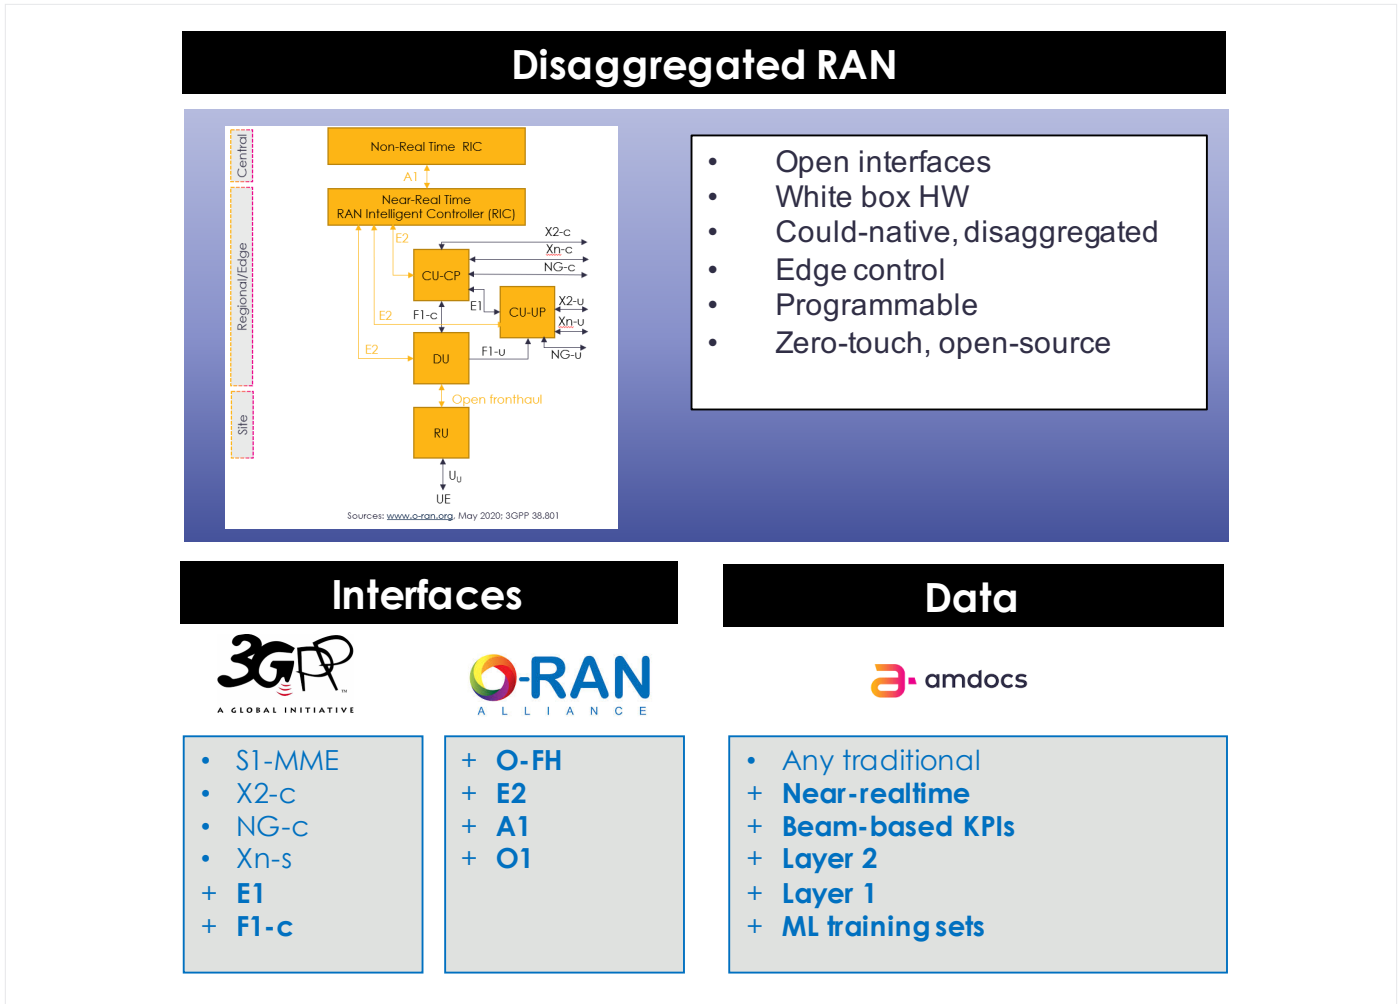 Disaggregated RAN
Central
Regional/Edge
Site
Non-Real Time RIC
A1
Near-Real Time
RAN Intelligent Controller (RIC)
E2
X2-c
Xn-c
NG-c
CU-CP
E1
CU-UP
X2-u
Xn-u
NG-u
F1-c
E2
E2
DU
F1-u
Open fronthaul
RU
UU
UE
Sources: www.o-ran.org, May 2020; 3GPP 38.801
• Open interfaces
• White box HW
• Could-native, disaggregated
• Edge control
• Programmable
• Zero-touch, open-source
Interfaces
3GPP
TM
A GLOBAL INITIATIVE
• S1-MME
• X2-c
• NG-c
• Xn-s
+ E1
+ F1-c
O-RAN
ALLIANCE
+ O-FH
+ E2
+ A1
+ O1
Data
amdocs
• Any traditional
+ Near-realtime
+ Beam-based KPIs
+ Layer 2
+ Layer 1
+ ML training sets